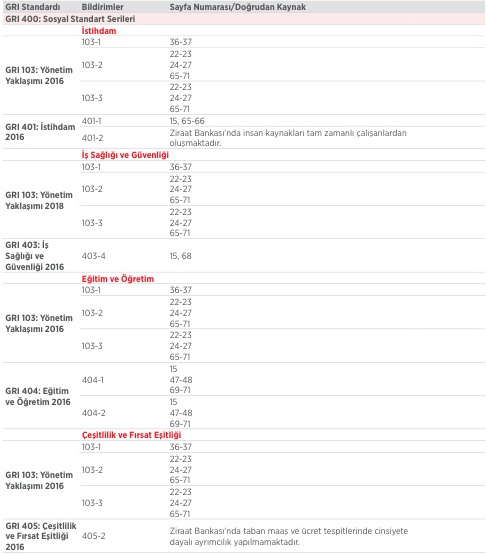 GRI Standardı Bildirimler Sayfa Numarası/Doğrudan Kaynak
GRI 400: Sosyal Standart Serileri
İstihdam
GRI 103: Yönetim
Yaklaşımı 2016
103-1 36-37
103-2
22-23
24-27
65-71
103-3
22-23
24-27
65-71
GRI 401: İstihdam
2016
401-1 15, 65-66
401-2
Ziraat Bankası'nda insan kaynakları tam zamanlı çalışanlardan
oluşmaktadır.
İş Sağlığı ve Güvenliği
GRI 103: Yönetim
Yaklaşımı 2018
103-1 36-37
103-2
22-23
24-27
65-71
103-3
22-23
24-27
65-71
GRI 403: İş
Sağlığı ve
Güvenliği 2016
403-4 15, 68
Eğitim ve Öğretim
GRI 103: Yönetim
Yaklaşımı 2016
103-1 36-37
103-2
22-23
24-27
65-71
103-3
22-23
24-27
65-71
GRI 404: Eğitim
ve Öğretim 2016
404-1
15
47-48
69-71
404-2
15
47-48
69-71
Çeşitlilik ve Fırsat Eşitliği
GRI 103: Yönetim
Yaklaşımı 2016
103-1 36-37
103-2
22-23
24-27
65-71
103-3
22-23
24-27
65-71
GRI 405: Çeşitlilik
ve Fırsat Eşitliği
2016
405-2
Ziraat Bankası'nda taban maaş ve ücret tespitlerinde cinsiyete
dayalı ayrımcılık yapılmamaktadır.